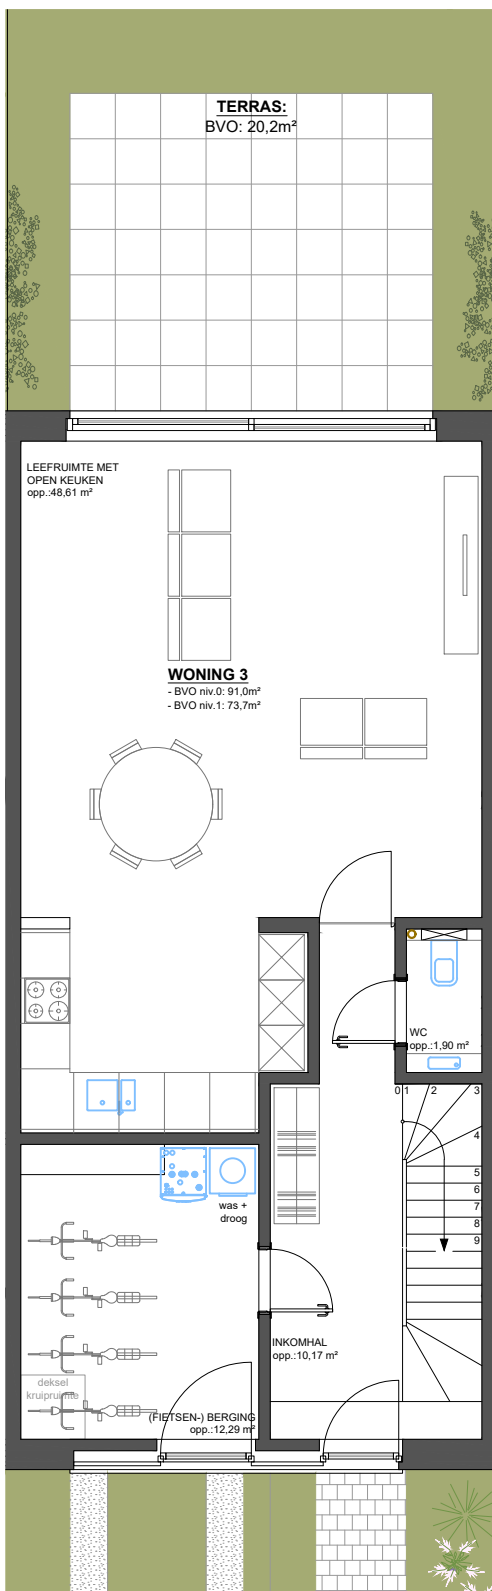 TERRAS:
BVO: 20,2m²
LEEFRUIMTE MET
OPEN KEUKEN
opp.:48,61 m²
WONING 3
- BVO niv.0: 91,0m²
- BVO niv.1: 73,7m²
WC
opp.:1,90 m²
0 1 2 3
4
5
6
7
8
9
was +
droog
INKOMHAL
opp.:10,17 m²
deksel
kruipruimte
(FIETSEN-) BERGING
opp.:12,29 m²